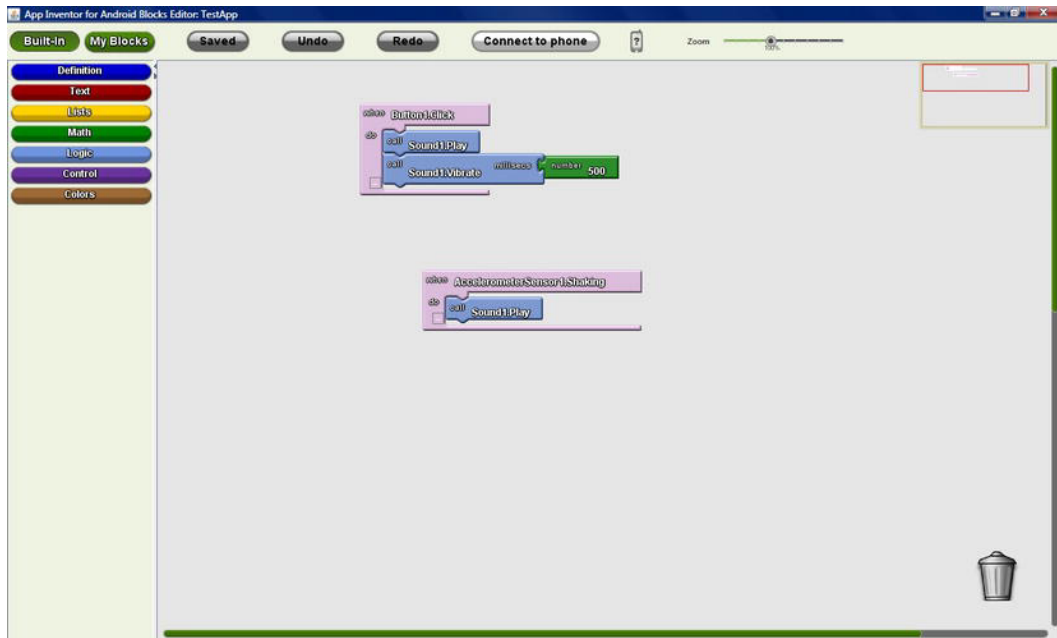 App Inventor for Android Blocks Editor: TestApp
Built-In My Blocks Saved Undo Redo Connect to phone ? Zoom 100%
Definition
Text
Lists
Math
Logic
Control
Colors
when Button1.Click
do call Sound1.Play
call Sound1.Vibrate millisecs number 500
when AccelerometerSensor1.Shaking
do call Sound1.Play